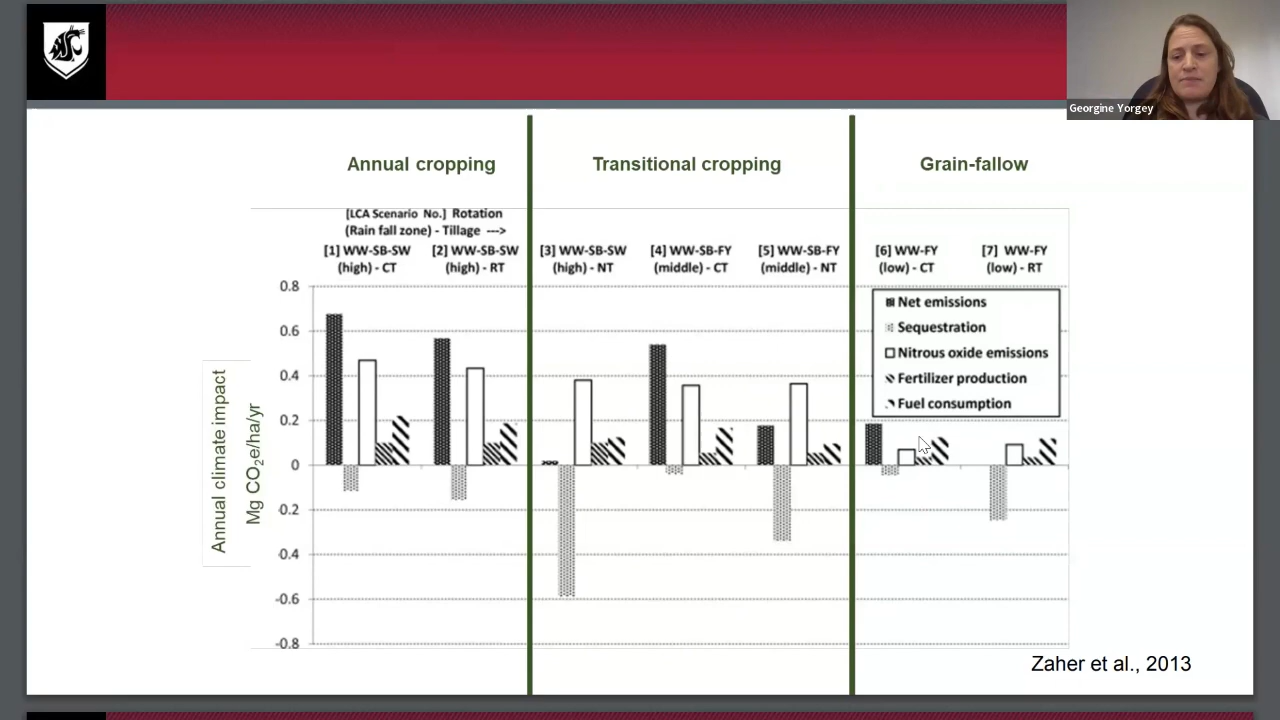 Georgine Yorgey
Annual cropping
Transitional cropping
Grain-fallow
[LCA Scenario No.] Rotation
(Rain fall zone) - Tillage --->
[1] WW-SB-SW
(high) - CT
[2] WW-SB-SW
(high) - RT
[3] WW-SB-SW
(high) - NT
[4] WW-SB-FY
(middle) - CT
[5] WW-SB-FY
(middle) - NT
[6] WW-FY
(low) - CT
[7] WW-FY
(low) - RT
Net emissions
Sequestration
Nitrous oxide emissions
Fertilizer production
Fuel consumption
0.8
0.6
0.4
0.2
0
-0.2
-0.4
-0.6
-0.8
Annual climate impact
Mg CO₂e/ha/yr
Zaher et al., 2013